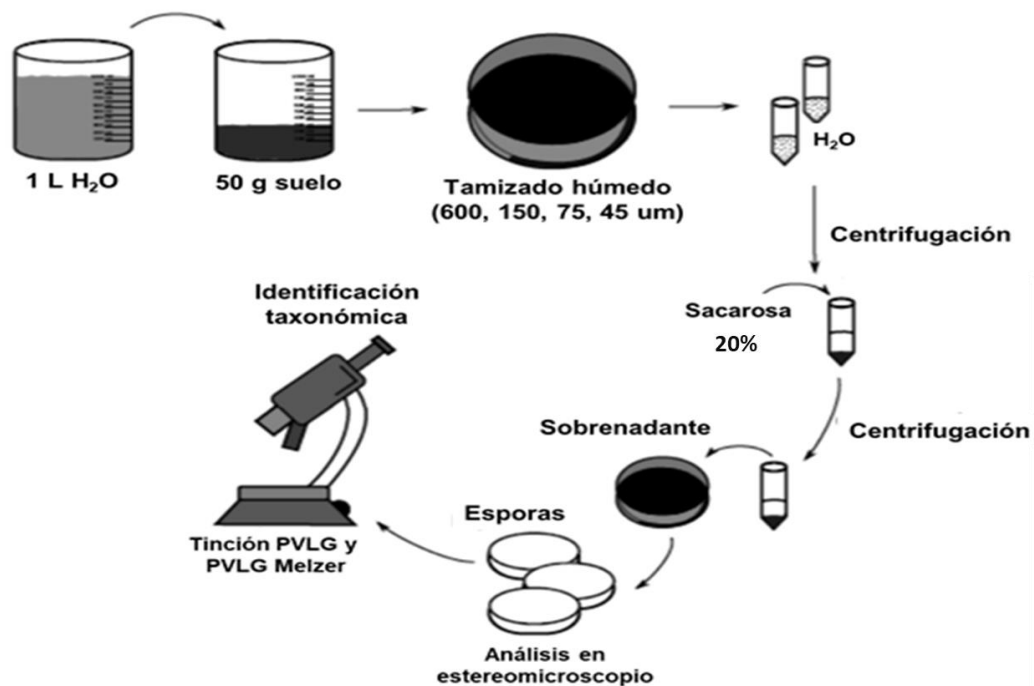 1 L H₂O
50 g suelo
Tamizado húmedo
(600, 150, 75, 45 um)
H₂O
Centrifugación
Sacarosa
20%
Centrifugación
Sobrenadante
Esporas
Análisis en
estereomicroscopio
Identificación
taxonómica
Tinción PVLG y
PVLG Melzer